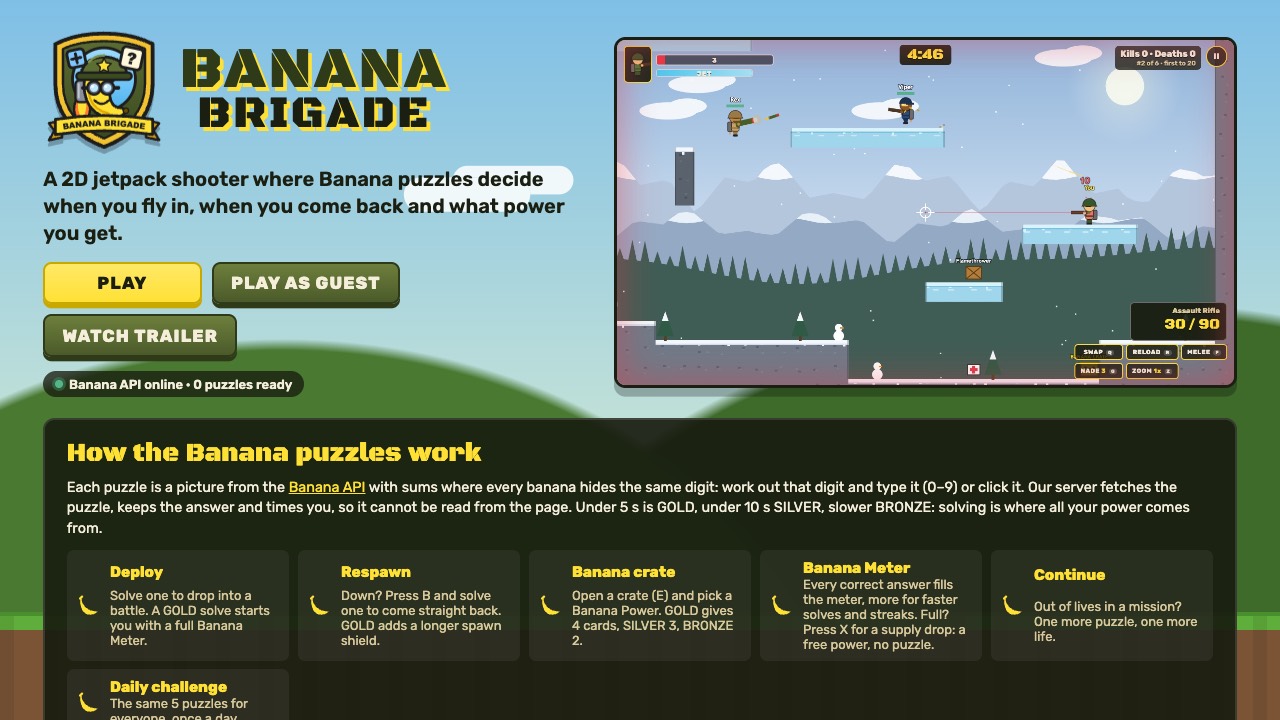 BANANA BRIGADE
BANANA
BRIGADE
A 2D jetpack shooter where Banana puzzles decide
when you fly in, when you come back and what power
you get.
PLAY
PLAY AS GUEST
WATCH TRAILER
Banana API online • 0 puzzles ready
3
JET
4:46
Kills 0 • Deaths 0
#2 of 6 · first to 20
Rex
Viper
10
You
Flamethrower
Assault Rifle
30 / 90
SWAP Q
RELOAD R
MELEE F
NADE 3 G
ZOOM 1x Z
How the Banana puzzles work
Each puzzle is a picture from the Banana API with sums where every banana hides the same digit: work out that digit and type it (0–9) or click it. Our server fetches the
puzzle, keeps the answer and times you, so it cannot be read from the page. Under 5 s is GOLD, under 10 s SILVER, slower BRONZE: solving is where all your power comes
from.
Deploy
Solve one to drop into a
battle. A GOLD solve starts
you with a full Banana
Meter.
Respawn
Down? Press B and solve
one to come straight back.
GOLD adds a longer spawn
shield.
Banana crate
Open a crate (E) and pick a
Banana Power. GOLD gives
4 cards, SILVER 3, BRONZE
2.
Banana Meter
Every correct answer fills
the meter, more for faster
solves and streaks. Full?
Press X for a supply drop: a
free power, no puzzle.
Continue
Out of lives in a mission?
One more puzzle, one more
life.
Daily challenge
The same 5 puzzles for
everyone, once a day